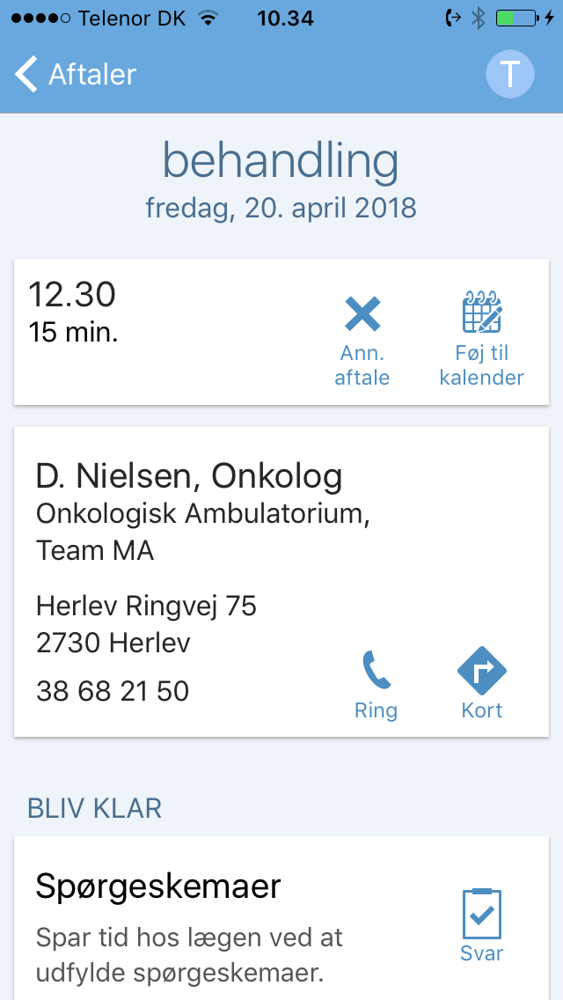 Telenor DK 10.34
Aftaler T
behandling
fredag, 20. april 2018
12.30
15 min.
Ann.
aftale
Føj til
kalender
D. Nielsen, Onkolog
Onkologisk Ambulatorium,
Team MA
Herlev Ringvej 75
2730 Herlev
38 68 21 50
Ring
Kort
BLIV KLAR
Spørgeskemaer
Spar tid hos lægen ved at
udfylde spørgeskemaer.
Svar